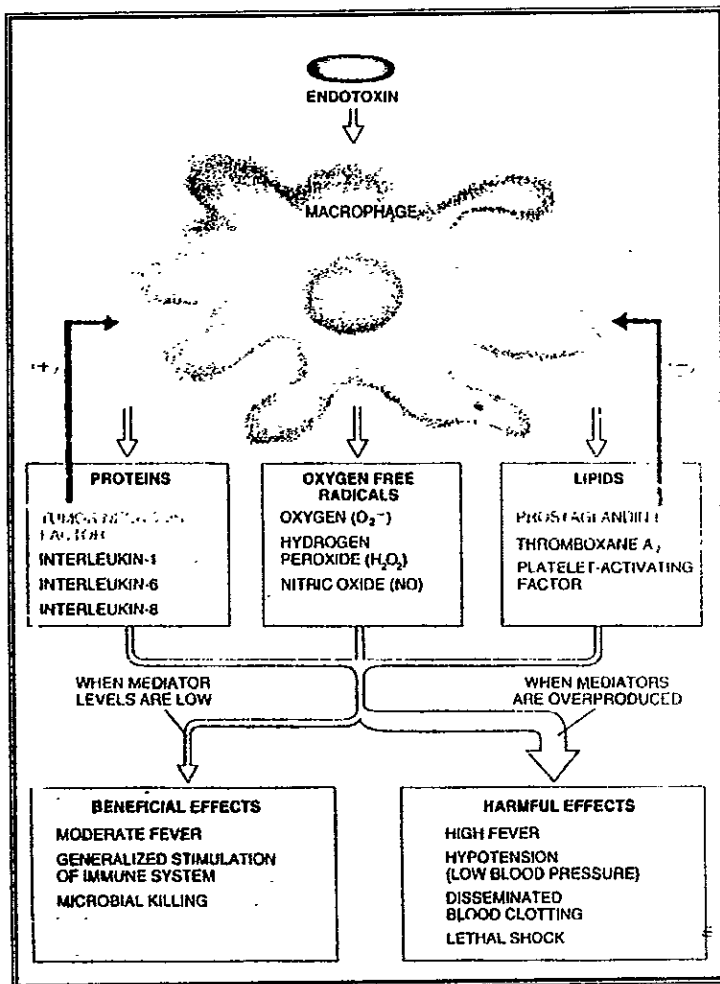 ENDOTOXIN
MACROPHAGE
PROTEINS
FACTOR
INTERLEUKIN-1
INTERLEUKIN-6
INTERLEUKIN-8
OXYGEN FREE
RADICALS
OXYGEN (O₂⁻)
HYDROGEN
PEROXIDE (H₂O₂)
NITRIC OXIDE (NO)
LIPIDS
THROMBOXANE A₂
PLATELET-ACTIVATING
FACTOR
WHEN MEDIATOR
LEVELS ARE LOW
WHEN MEDIATORS
ARE OVERPRODUCED
BENEFICIAL EFFECTS
MODERATE FEVER
GENERALIZED STIMULATION
OF IMMUNE SYSTEM
MICROBIAL KILLING
HARMFUL EFFECTS
HIGH FEVER
HYPOTENSION
(LOW BLOOD PRESSURE)
DISSEMINATED
BLOOD CLOTTING
LETHAL SHOCK